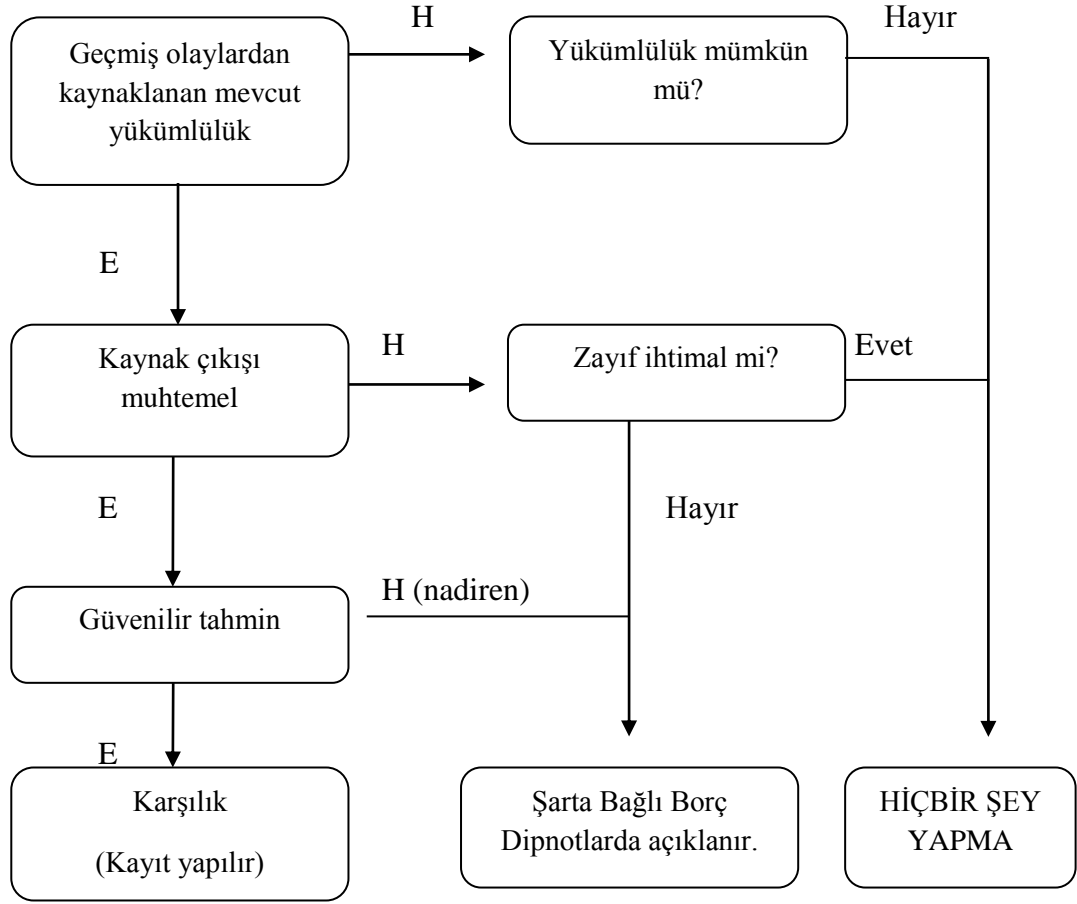 Geçmiş olaylardan
kaynaklanan mevcut
yükümlülük
H
Yükümlülük mümkün
mü?
Hayır
E
Kaynak çıkışı
muhtemel
H
Zayıf ihtimal mi?
Evet
E
Hayır
Güvenilir tahmin
H (nadiren)
E
Karşılık
(Kayıt yapılır)
Şarta Bağlı Borç
Dipnotlarda açıklanır.
HİÇBİR ŞEY
YAPMA